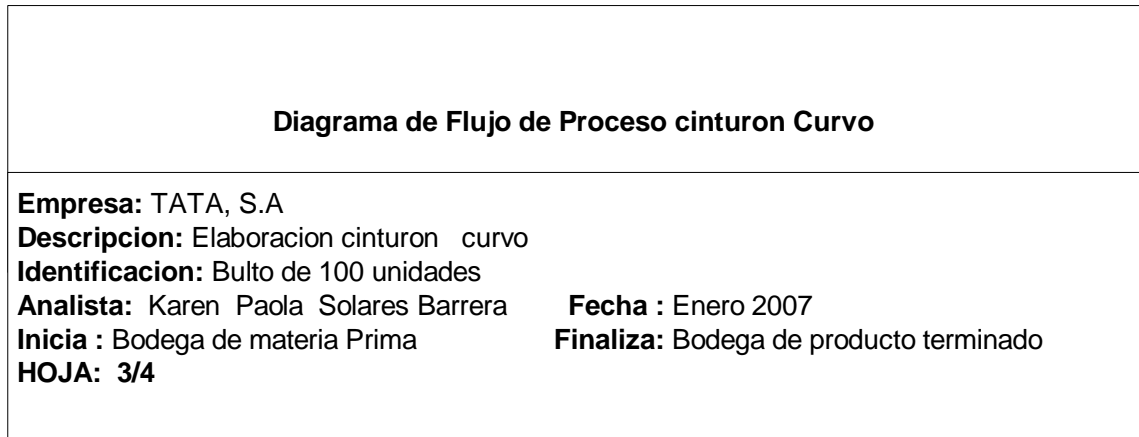 Diagrama de Flujo de Proceso cinturon Curvo
Empresa: TATA, S.A
Descripcion: Elaboracion cinturon curvo
Identificacion: Bulto de 100 unidades
Analista: Karen Paola Solares Barrera Fecha : Enero 2007
Inicia : Bodega de materia Prima Finaliza: Bodega de producto terminado
HOJA: 3/4